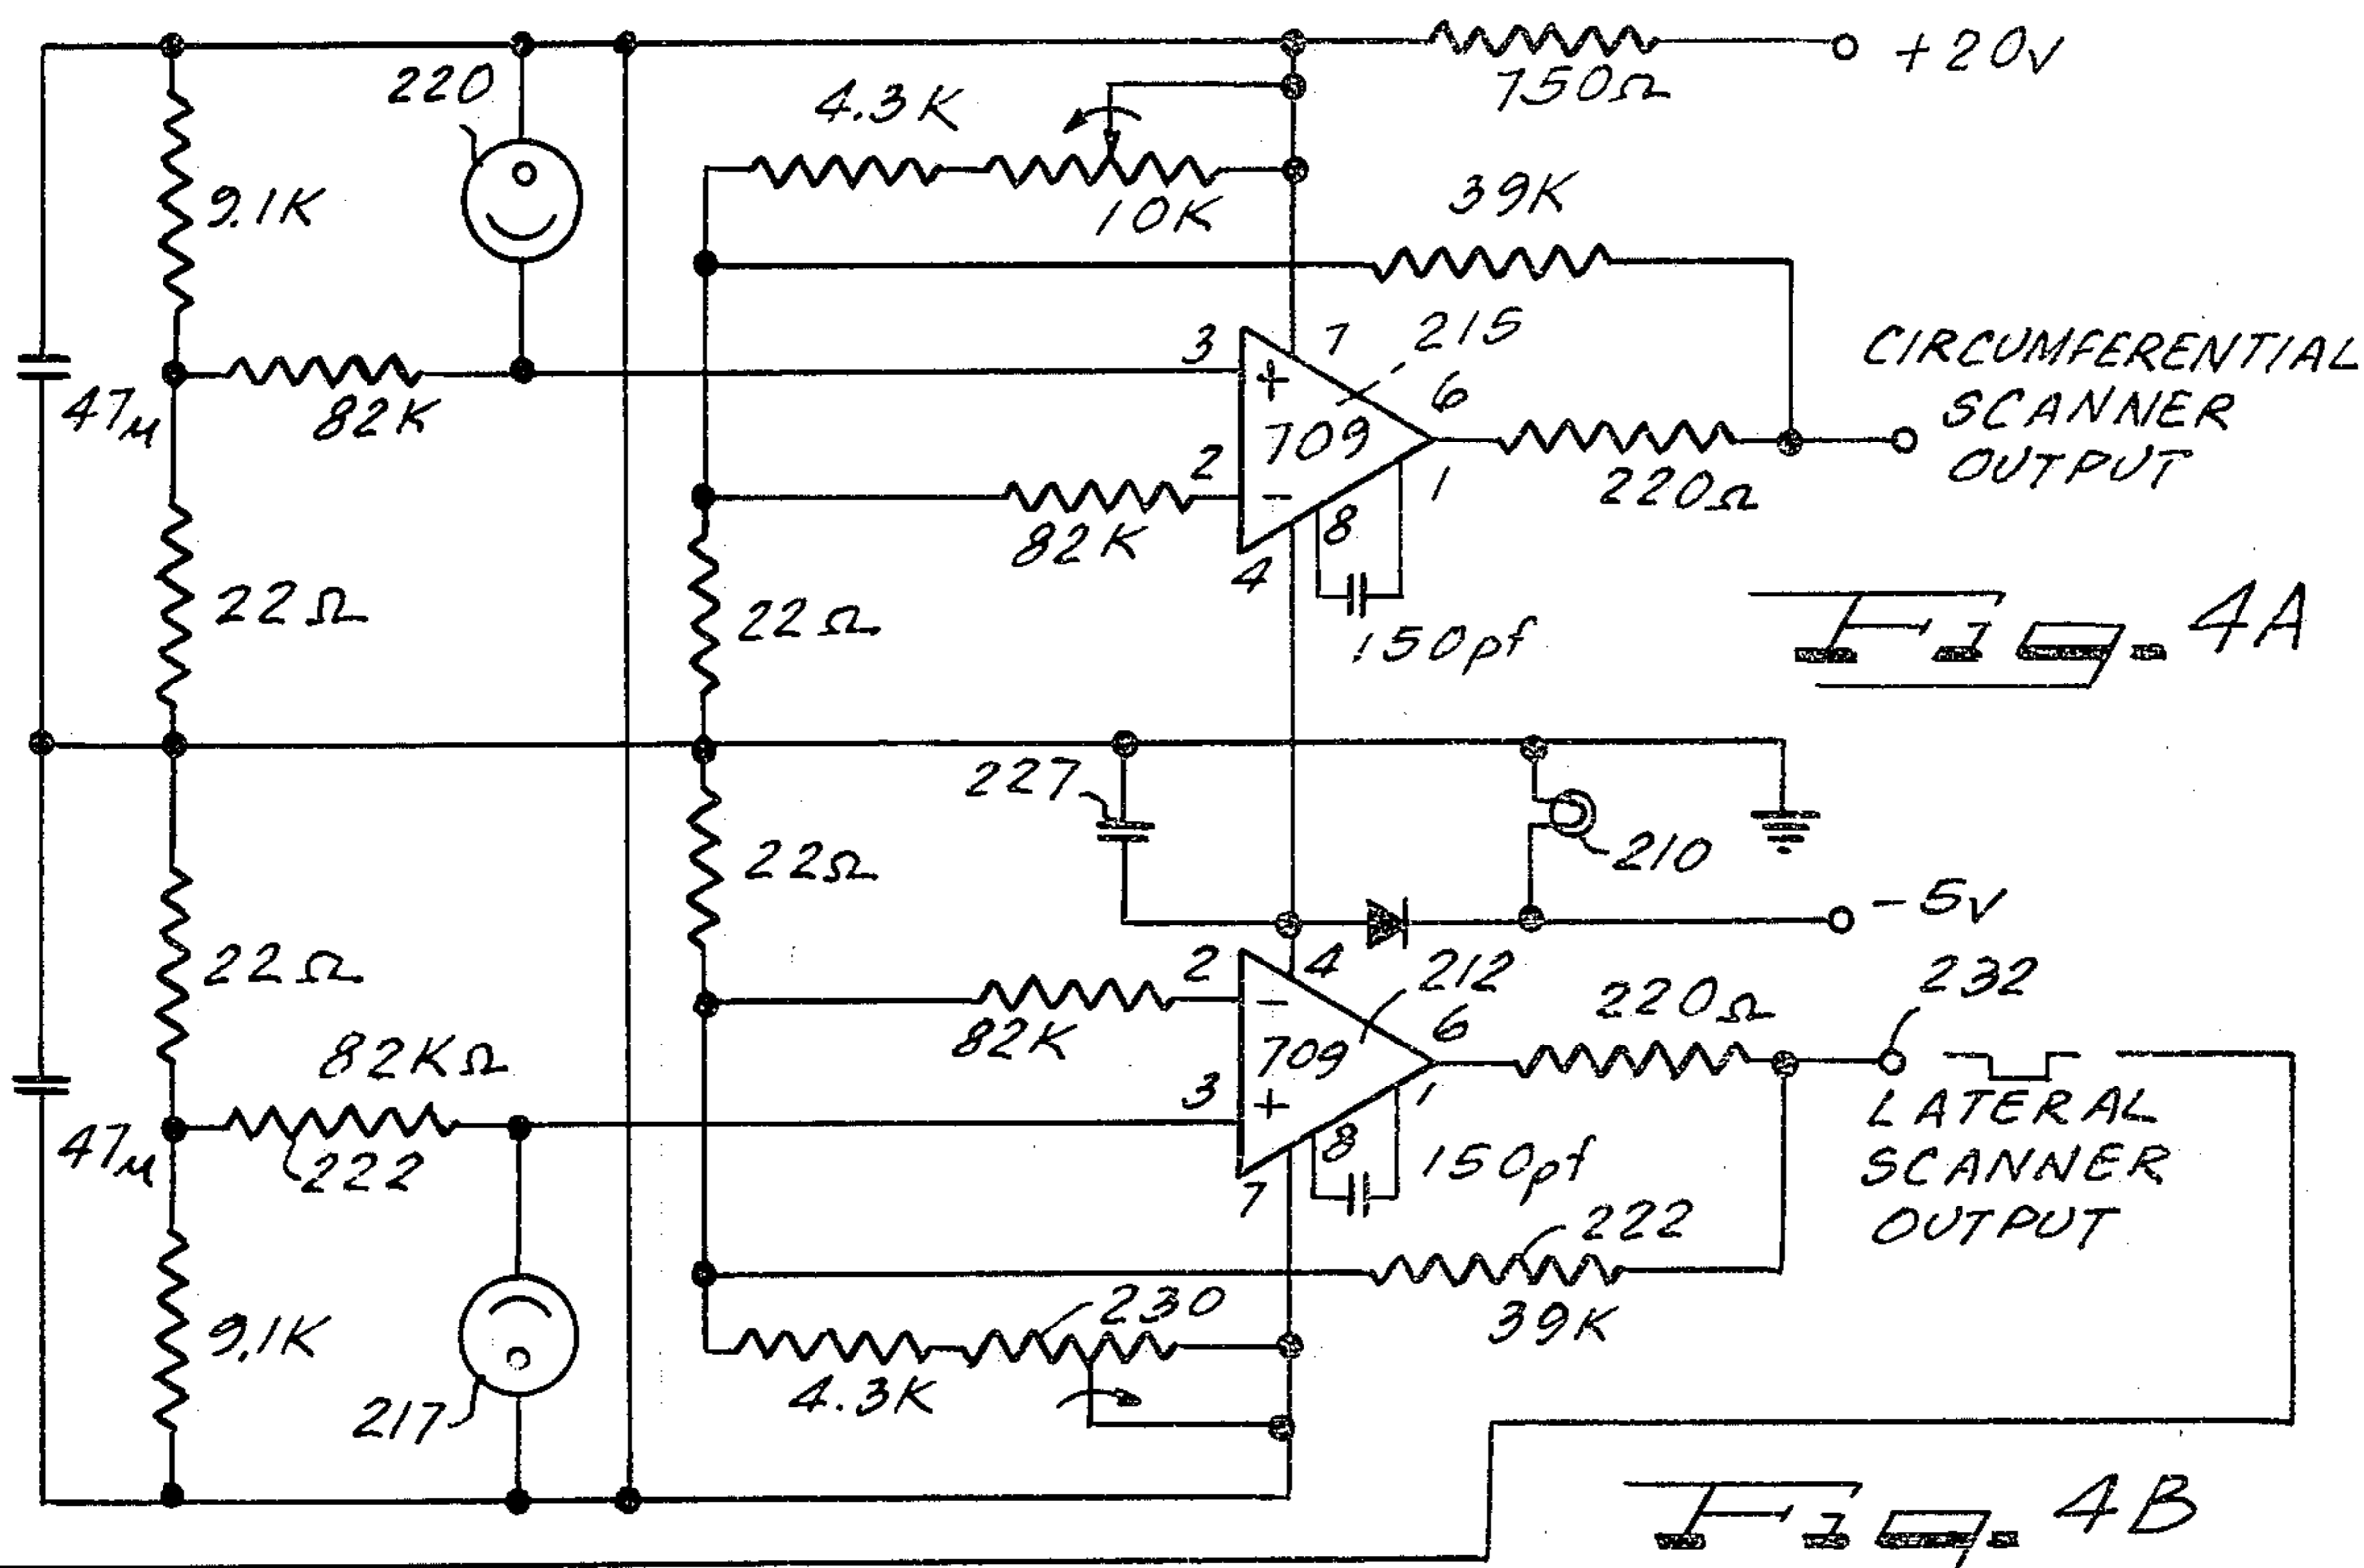 +20V
220
4.3K
750Ω
9.1K
10K
39K
3
7
215
6
CIRCUMFERENTIAL
SCANNER
OUTPUT
47μ
82K
+
709
2
−
1
82K
220Ω
8
4
22Ω
22Ω
150pf
Fig. 4A
227
22Ω
210
−5V
22Ω
2
4
212
6
220Ω
232
82KΩ
82K
−
709
+
3
1
LATERAL
SCANNER
OUTPUT
47μ
222
8
150pf
7
222
9.1K
230
39K
217
4.3K
Fig. 4B